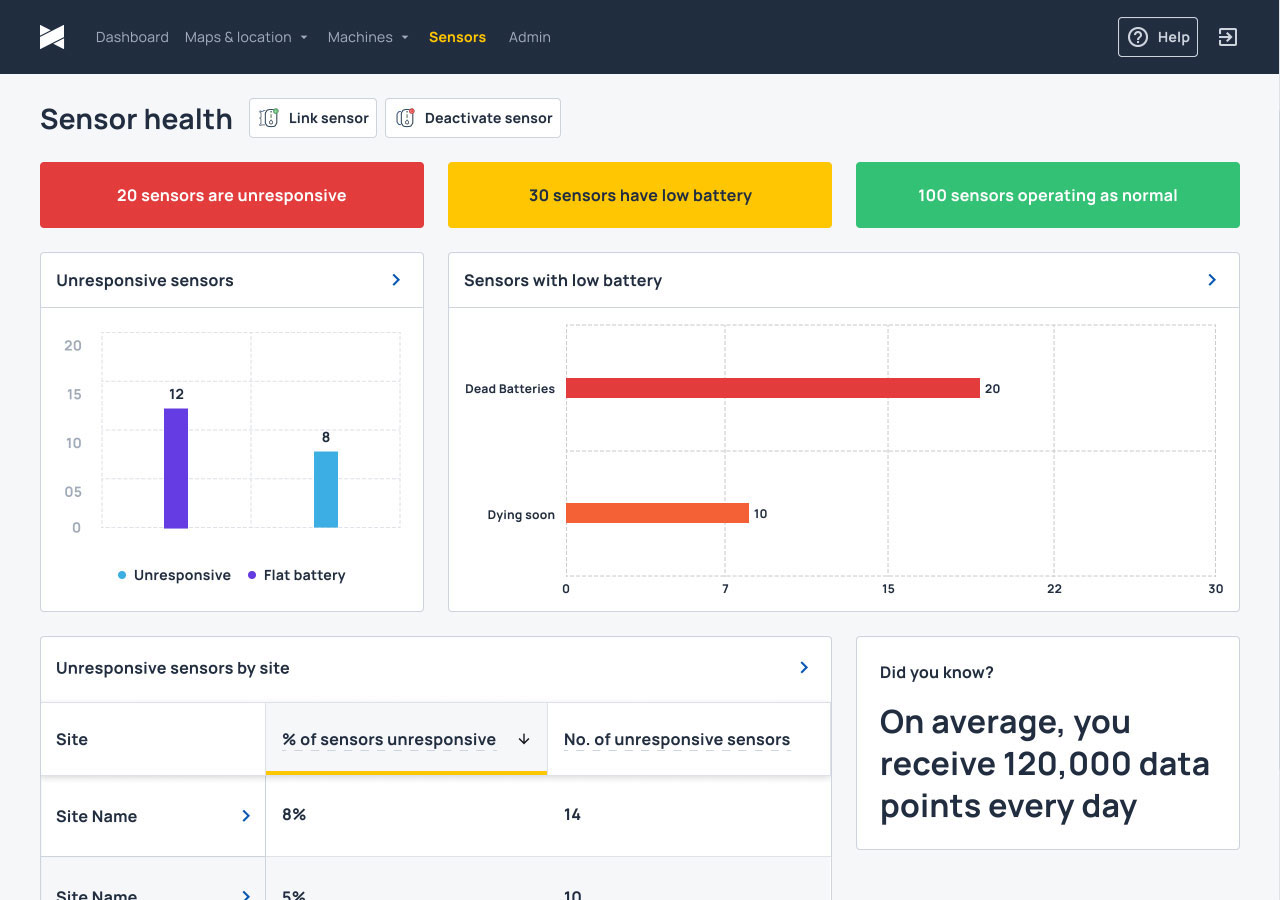 Dashboard Maps & location Machines Sensors Admin Help
Sensor health Link sensor Deactivate sensor
20 sensors are unresponsive
30 sensors have low battery
100 sensors operating as normal
Unresponsive sensors
20
15
10
05
0
12
8
Unresponsive Flat battery
Sensors with low battery
Dead Batteries 20
Dying soon 10
0 7 15 22 30
Unresponsive sensors by site
Site % of sensors unresponsive No. of unresponsive sensors
Site Name 8% 14
Site Name 5% 10
Did you know?
On average, you
receive 120,000 data
points every day